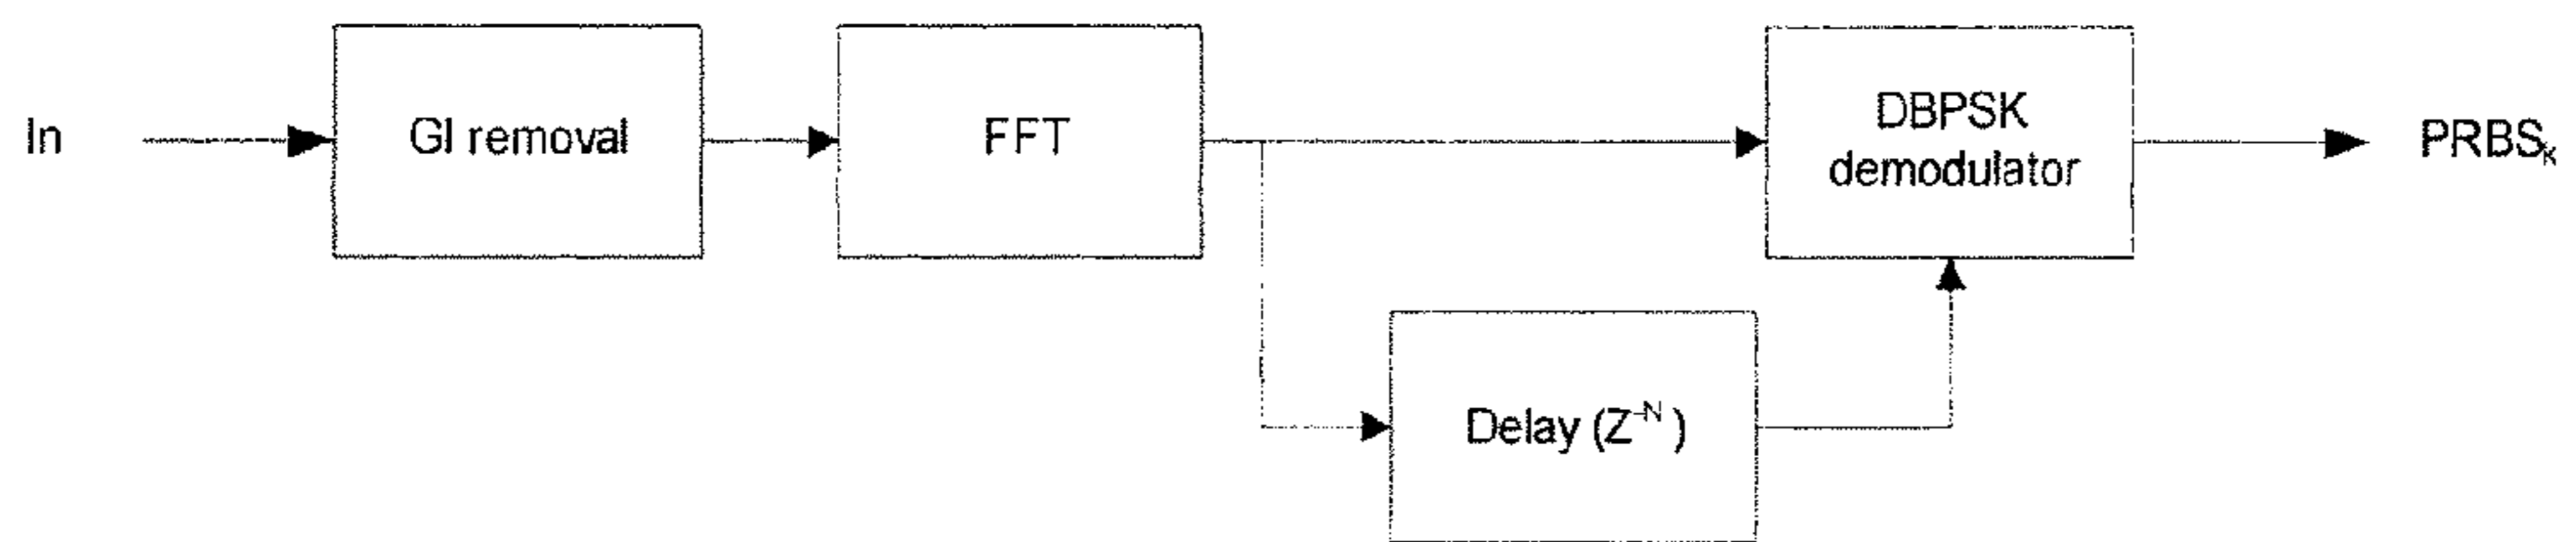 In
GI removal
FFT
DBPSK
demodulator
PRBSₖ
Delay (Z⁻ᴺ)